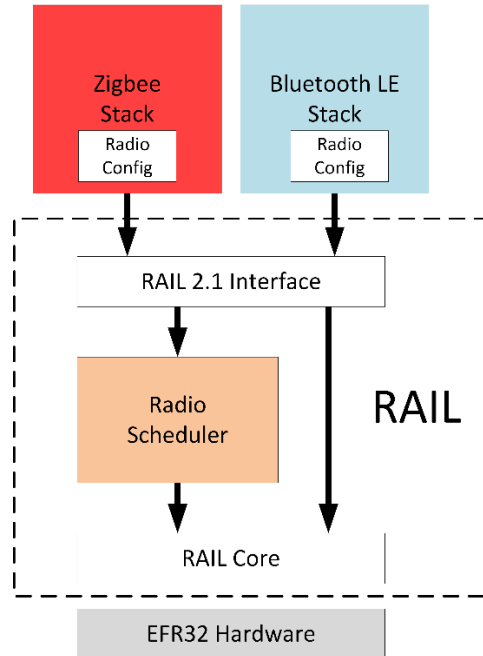 Zigbee
Stack
Radio
Config
Bluetooth LE
Stack
Radio
Config
RAIL 2.1 Interface
Radio
Scheduler
RAIL
RAIL Core
EFR32 Hardware